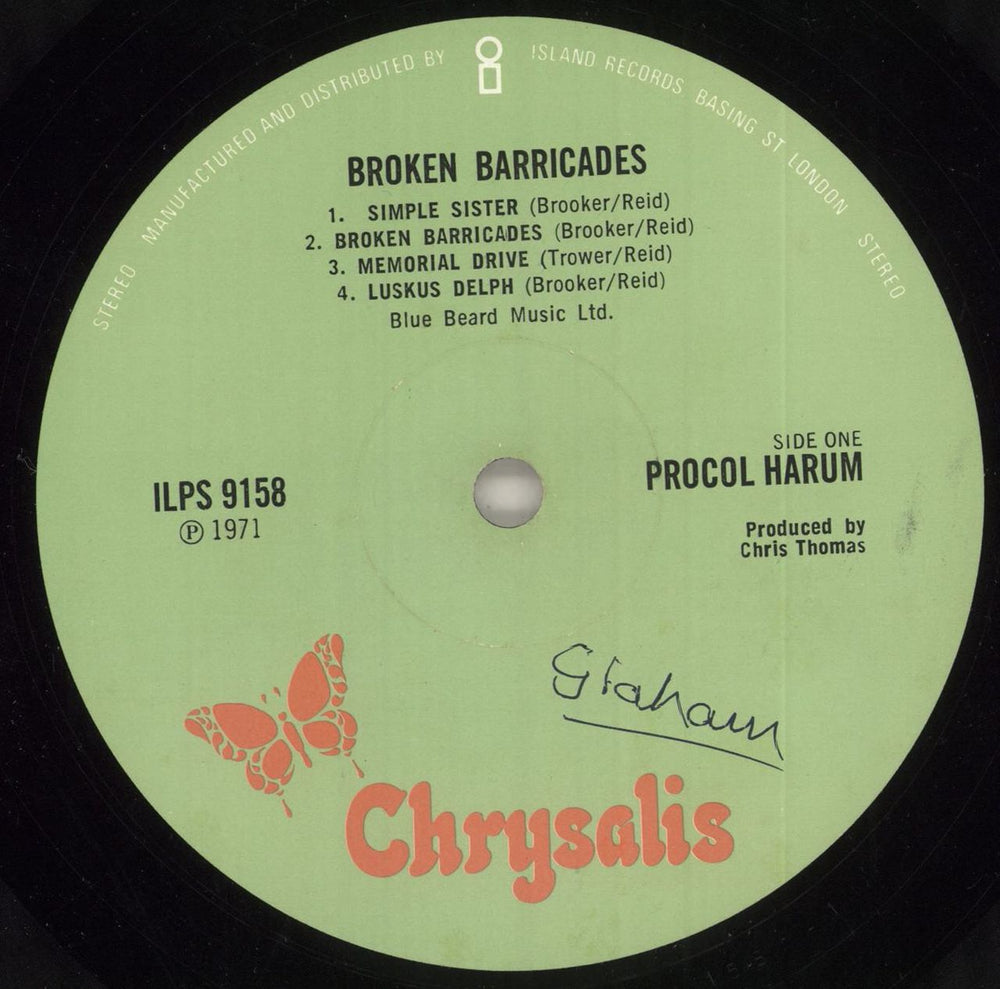 STEREO MANUFACTURED AND DISTRIBUTED BY ISLAND RECORDS BASING ST LONDON STEREO
BROKEN BARRICADES
1. SIMPLE SISTER (Brooker/Reid)
2. BROKEN BARRICADES (Brooker/Reid)
3. MEMORIAL DRIVE (Trower/Reid)
4. LUSKUS DELPH (Brooker/Reid)
Blue Beard Music Ltd.
SIDE ONE
PROCOL HARUM
ILPS 9158
Ⓟ 1971
Produced by
Chris Thomas
Graham
Chrysalis